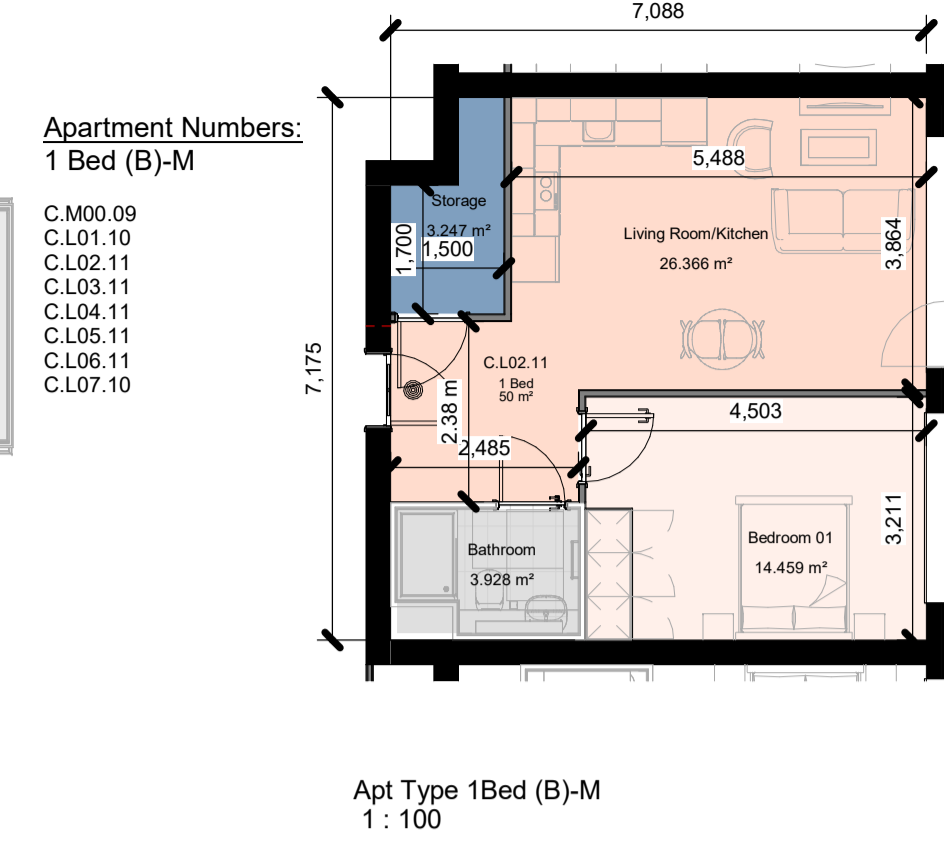 7,088
Apartment Numbers:
1 Bed (B)-M
C.M00.09
C.L01.10
C.L02.11
C.L03.11
C.L04.11
C.L05.11
C.L06.11
C.L07.10
7,175
Storage
3.247 m²
1,700
1,500
5,488
Living Room/Kitchen
26.366 m²
3,864
C.L02.11
1 Bed
50 m²
2.38 m
2,485
4,503
Bathroom
3.928 m²
Bedroom 01
14.459 m²
3,211
Apt Type 1Bed (B)-M
1 : 100